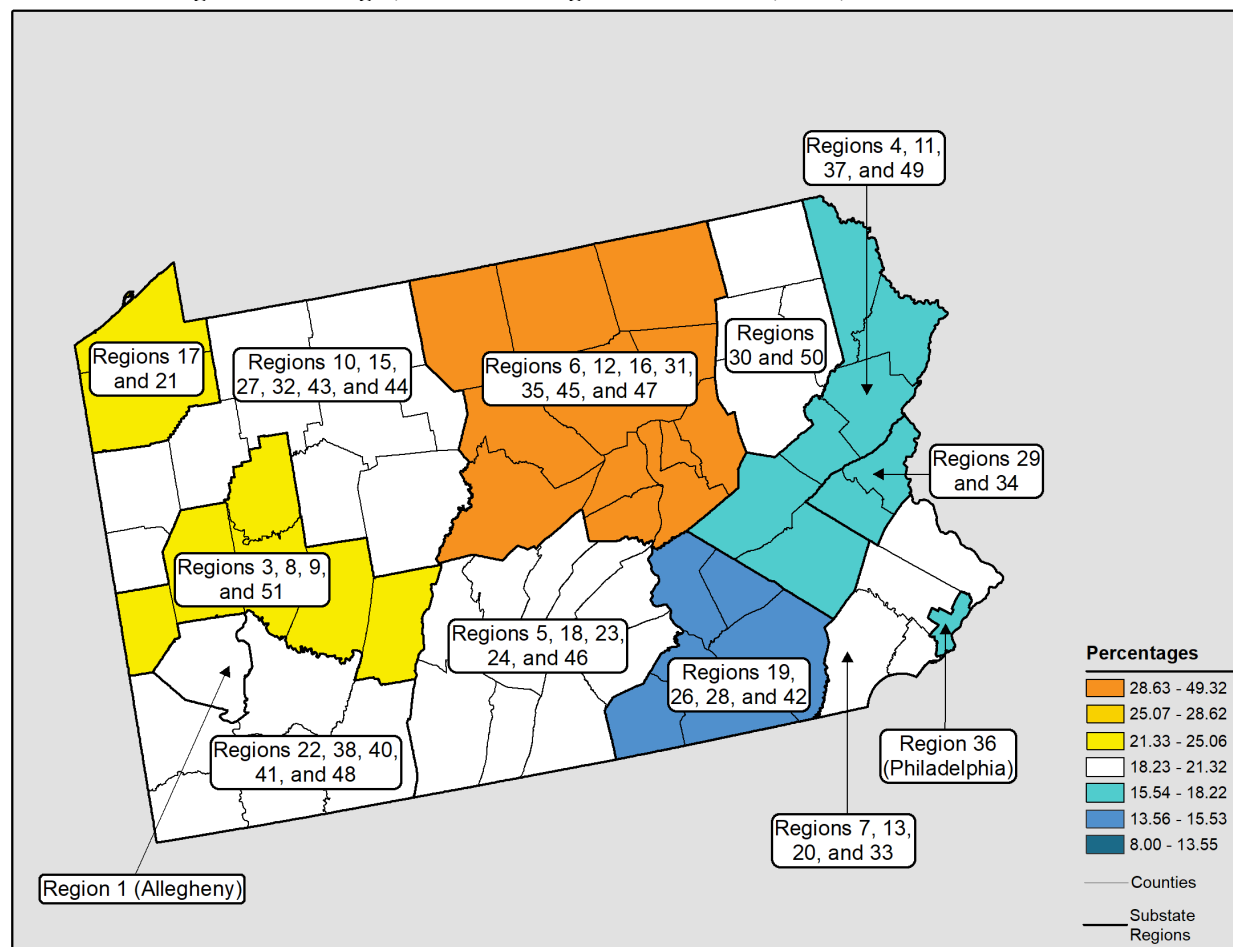 Regions 4, 11,
37, and 49
Regions 17
and 21
Regions 10, 15,
27, 32, 43, and 44
Regions 6, 12, 16, 31,
35, 45, and 47
Regions
30 and 50
Regions 29
and 34
Regions 3, 8, 9,
and 51
Regions 5, 18, 23,
24, and 46
Regions 19,
26, 28, and 42
Regions 22, 38, 40,
41, and 48
Region 36
(Philadelphia)
Regions 7, 13,
20, and 33
Region 1 (Allegheny)
Percentages
28.63 - 49.32
25.07 - 28.62
21.33 - 25.06
18.23 - 21.32
15.54 - 18.22
13.56 - 15.53
8.00 - 13.55
Counties
Substate
Regions